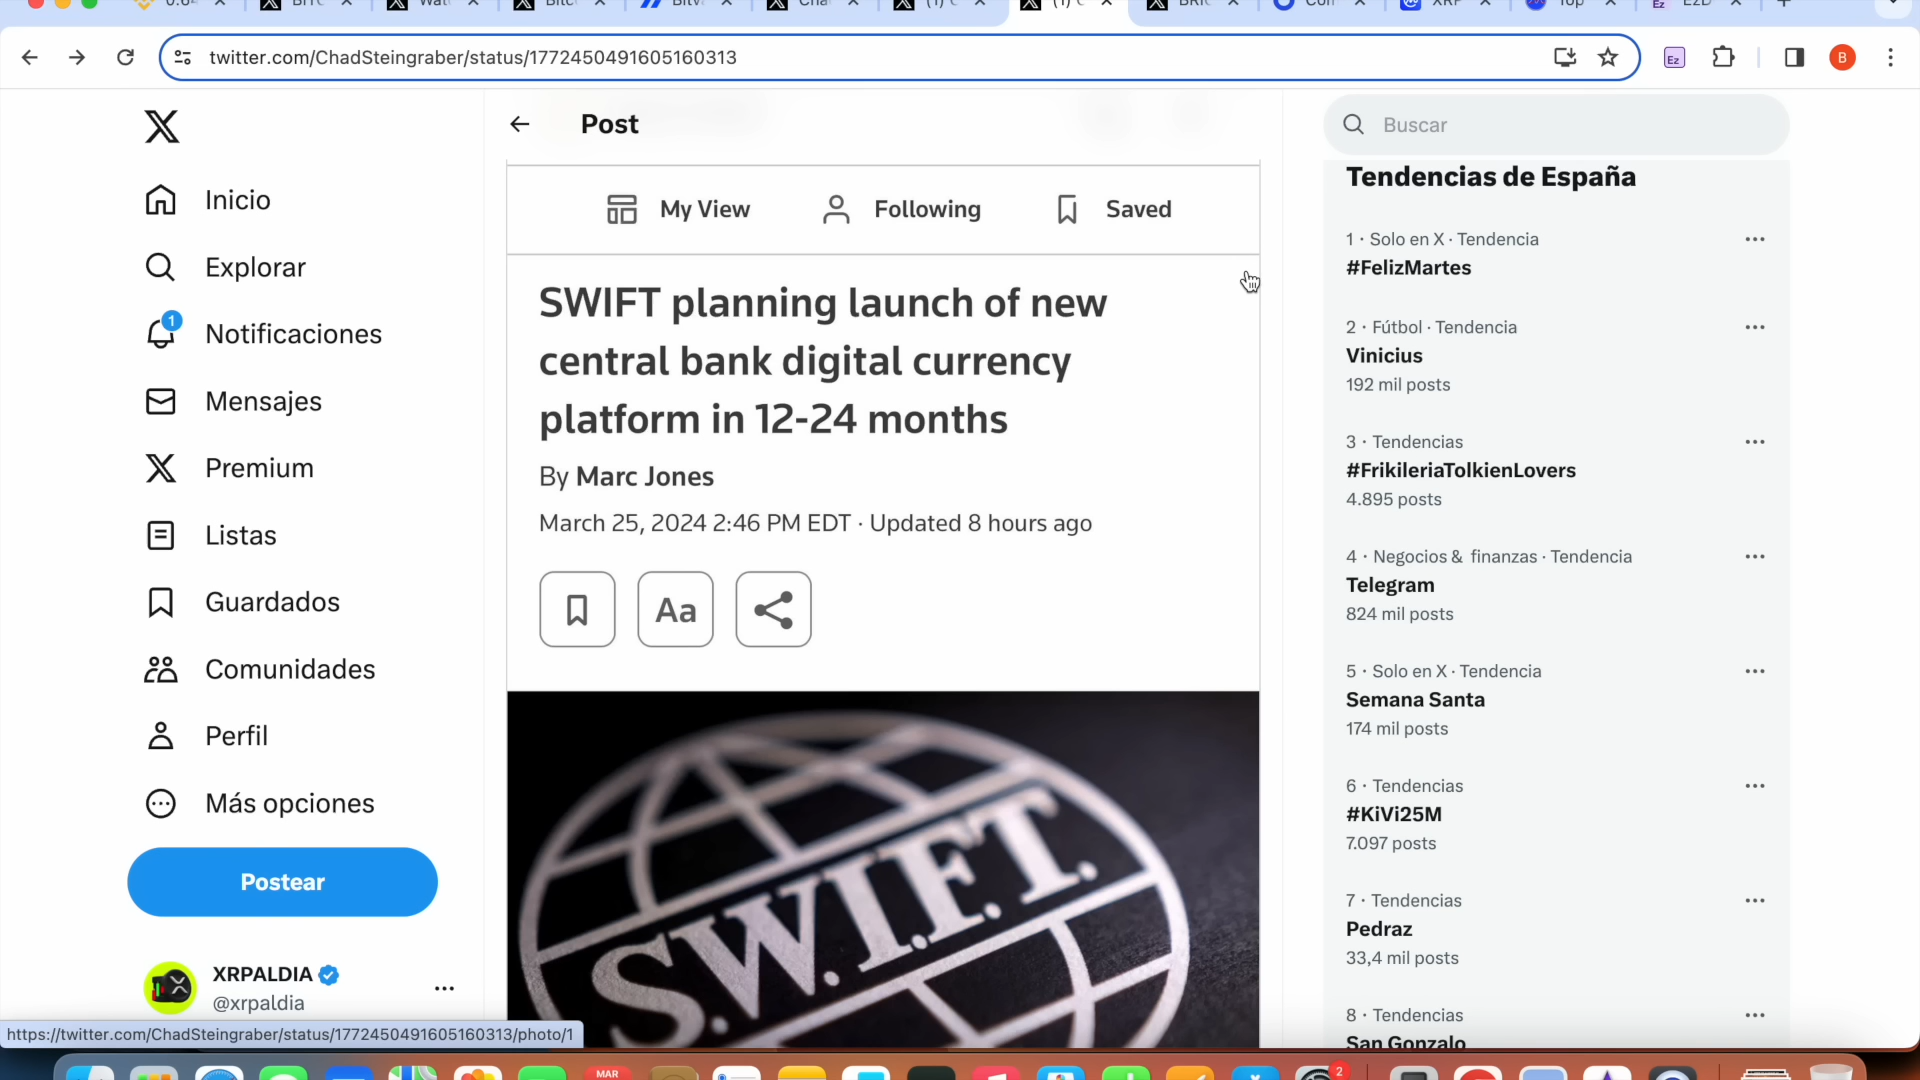 twitter.com/ChadSteingraber/status/1772450491605160313
Ez
B
Post
Buscar
Inicio
Explorar
1
Notificaciones
Mensajes
Premium
Listas
Guardados
Comunidades
Perfil
Más opciones
Postear
XRPALDIA
@xrpaldia
My View
Following
Saved
SWIFT planning launch of new
central bank digital currency
platform in 12-24 months
By Marc Jones
March 25, 2024 2:46 PM EDT · Updated 8 hours ago
Aa
S.W.I.F.T.
Tendencias de España
1 · Solo en X · Tendencia
#FelizMartes
2 · Fútbol · Tendencia
Vinicius
192 mil posts
3 · Tendencias
#FrikileriaTolkienLovers
4.895 posts
4 · Negocios & finanzas · Tendencia
Telegram
824 mil posts
5 · Solo en X · Tendencia
Semana Santa
174 mil posts
6 · Tendencias
#KiVi25M
7.097 posts
7 · Tendencias
Pedraz
33,4 mil posts
8 · Tendencias
San Gonzalo
https://twitter.com/ChadSteingraber/status/1772450491605160313/photo/1
MAR
2